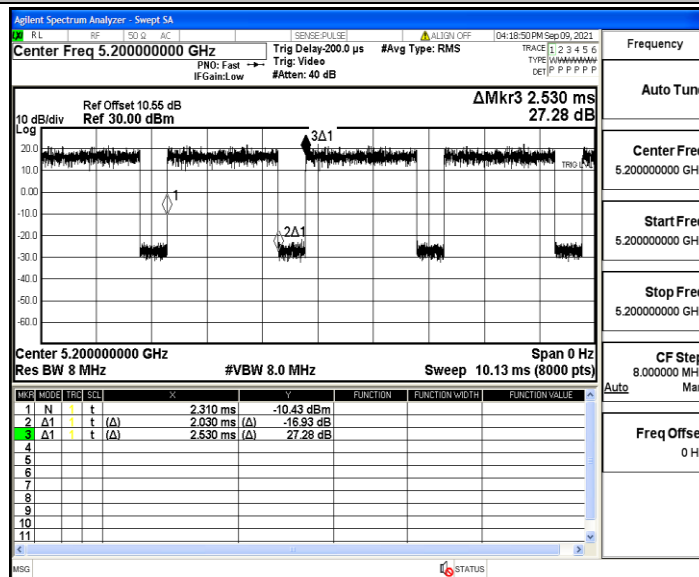 Agilent Spectrum Analyzer - Swept SA
RL RF 50 Ω AC SENSE:PULSE ALIGN OFF 04:18:50PM Sep 09, 2021
Center Freq 5.200000000 GHz
PNO: Fast
IFGain:Low
Trig Delay-200.0 µs
Trig: Video
#Atten: 40 dB
#Avg Type: RMS
TRACE 1 2 3 4 5 6
TYPE
DET P P P P P P
ΔMkr3 2.530 ms
27.28 dB
Ref Offset 10.55 dB
10 dB/div Ref 30.00 dBm
Log
20.0
10.0
0.00
-10.0
-20.0
-30.0
-40.0
-50.0
-60.0
3Δ1
1
2Δ1
Center 5.200000000 GHz Span 0 Hz
Res BW 8 MHz #VBW 8.0 MHz Sweep 10.13 ms (8000 pts)
MKR MODE TRC SCL X Y FUNCTION FUNCTION WIDTH FUNCTION VALUE
1 N 1 t 2.310 ms -10.43 dBm
2 Δ1 1 t (Δ) 2.030 ms (Δ) -16.93 dB
3 Δ1 1 t (Δ) 2.530 ms (Δ) 27.28 dB
4
5
6
7
8
9
10
11
MSG STATUS
Frequency
Auto Tun
Center Fre
5.200000000 GH
Start Fre
5.200000000 GH
Stop Fre
5.200000000 GH
CF Step
8.000000 MH
Auto Ma
Freq Offse
0 H